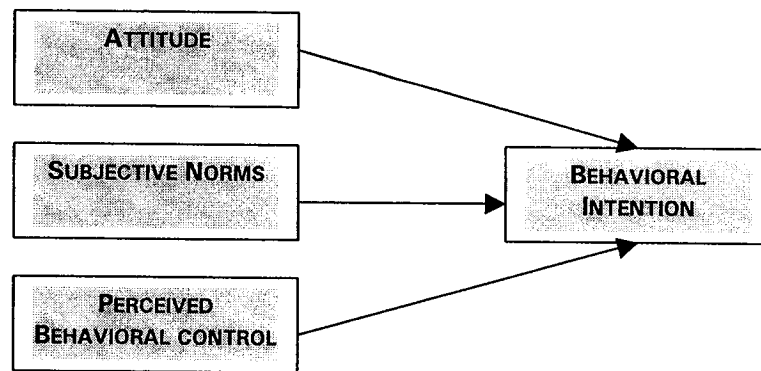 ATTITUDE
SUBJECTIVE NORMS
PERCEIVED
BEHAVIORAL CONTROL
BEHAVIORAL
INTENTION